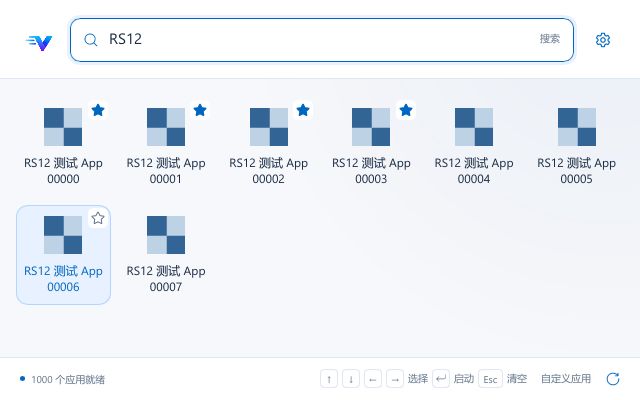 RS12 搜索
RS12 测试 App 00000
RS12 测试 App 00001
RS12 测试 App 00002
RS12 测试 App 00003
RS12 测试 App 00004
RS12 测试 App 00005
RS12 测试 App 00006
RS12 测试 App 00007
1000 个应用就绪 ↑ ↓ ← → 选择 ↵ 启动 Esc 清空 自定义应用